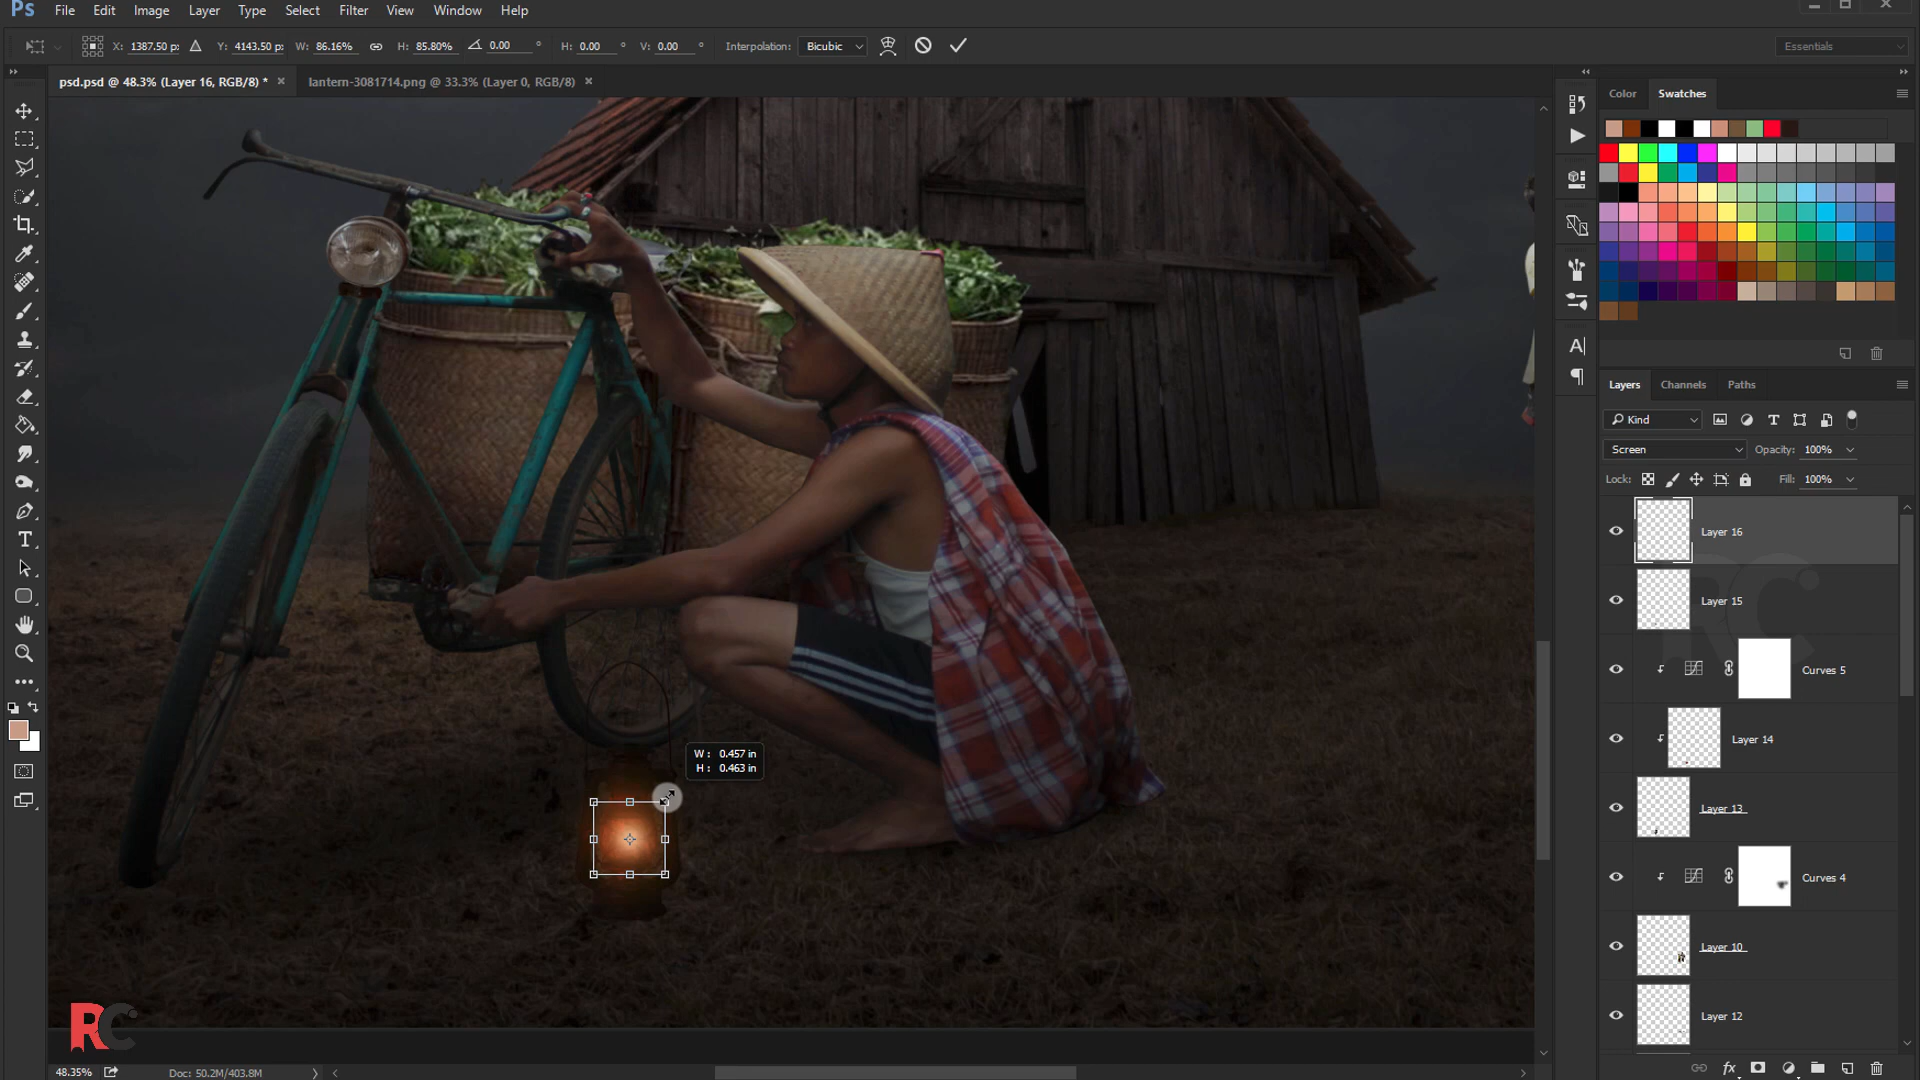 Ps File Edit Image Layer Type Select Filter View Window Help
X: 1387.50 px Y: 4143.50 px W: 86.16% H: 85.80% 0.00 ° H: 0.00 ° V: 0.00 ° Interpolation: Bicubic Essentials
psd.psd @ 48.3% (Layer 16, RGB/8) * × lantern-3081714.png @ 33.3% (Layer 0, RGB/8) ×
Color Swatches
Layers Channels Paths
Kind
Screen Opacity: 100%
Lock: Fill: 100%
Layer 16
Layer 15
Curves 5
Layer 14
W : 0.457 in
H : 0.463 in
Layer 13
Curves 4
Layer 10
Layer 12
RC
48.35% Doc: 50.2M/403.8M
fx